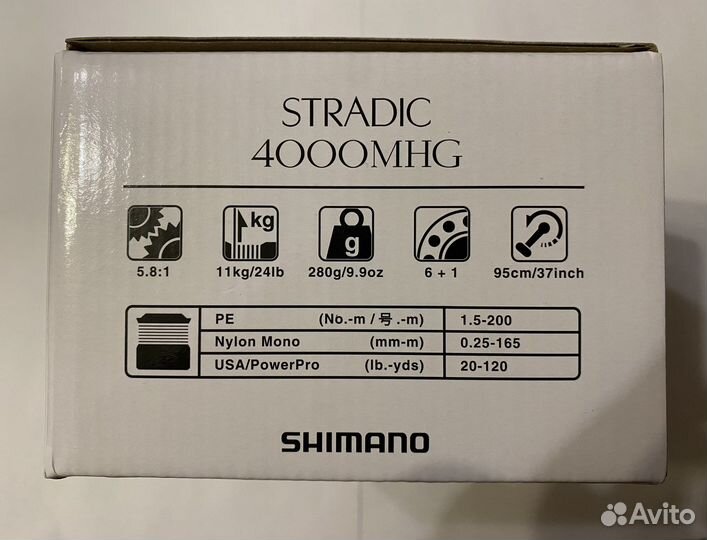 STRADIC
4000MHG
kg
g
5.8:1 11kg/24lb 280g/9.9oz 6 + 1 95cm/37inch
PE (No.-m / 号.-m) 1.5-200
Nylon Mono (mm-m) 0.25-165
USA/PowerPro (lb.-yds) 20-120
SHIMANO
Avito